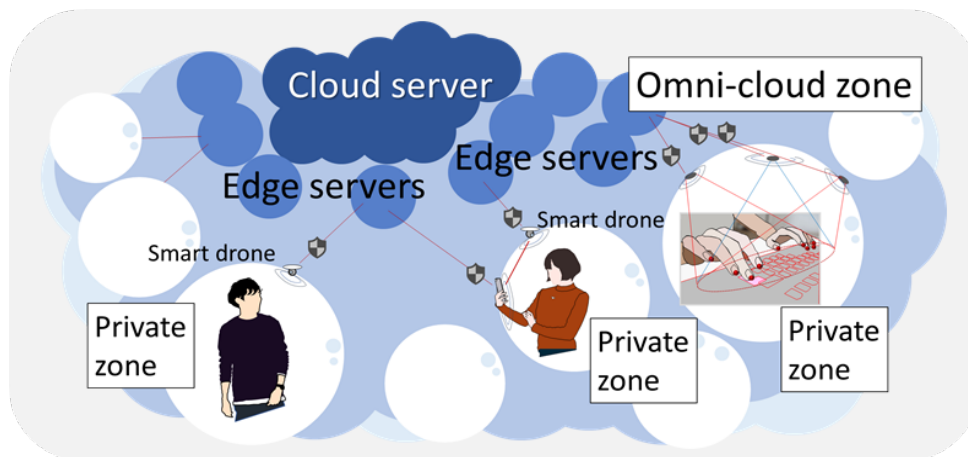 Cloud server
Omni-cloud zone
Edge servers
Edge servers
Smart drone
Smart drone
Private
zone
Private
zone
Private
zone